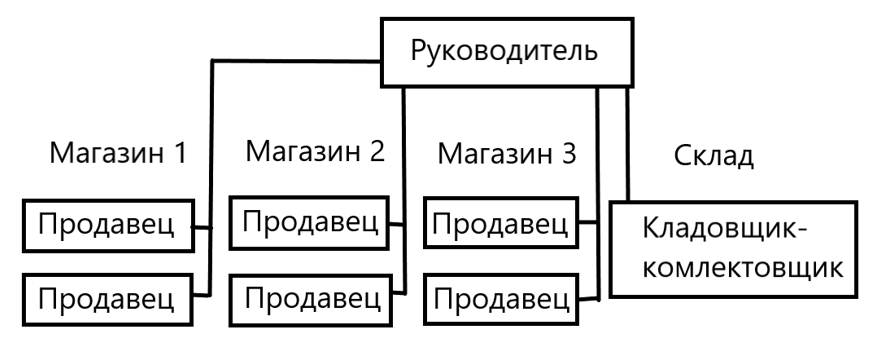 Руководитель
Магазин 1
Магазин 2
Магазин 3
Склад
Продавец
Продавец
Продавец
Кладовщик-
комлектовщик
Продавец
Продавец
Продавец